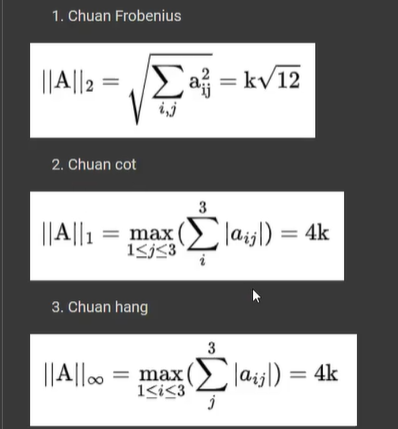 1. Chuan Frobenius
||A||₂ = √(∑_{i,j} a²_{ij}) = k√12
2. Chuan cot
||A||₁ = max_{1≤j≤3} (∑_{i}^{3} |a_{ij}|) = 4k
3. Chuan hang
||A||_∞ = max_{1≤i≤3} (∑_{j}^{3} |a_{ij}|) = 4k